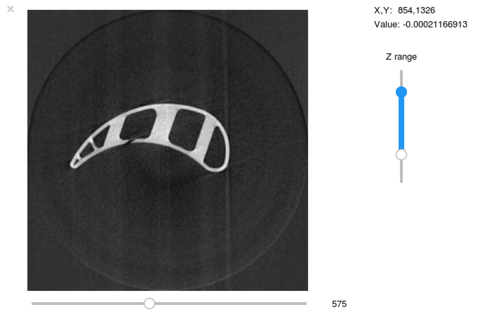 X,Y: 854,1326
Value: -0.00021166913
Z range
575